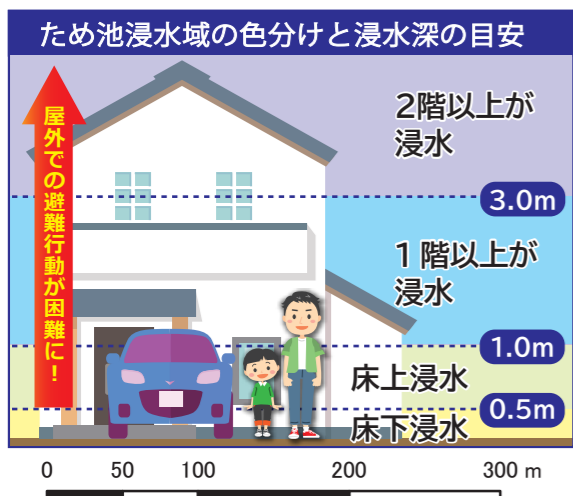 ため池浸水域の色分けと浸水深の目安
屋外での避難行動が困難に！
2階以上が
浸水
3.0m
1階以上が
浸水
1.0m
床上浸水
0.5m
床下浸水
0 50 100 200 300 m